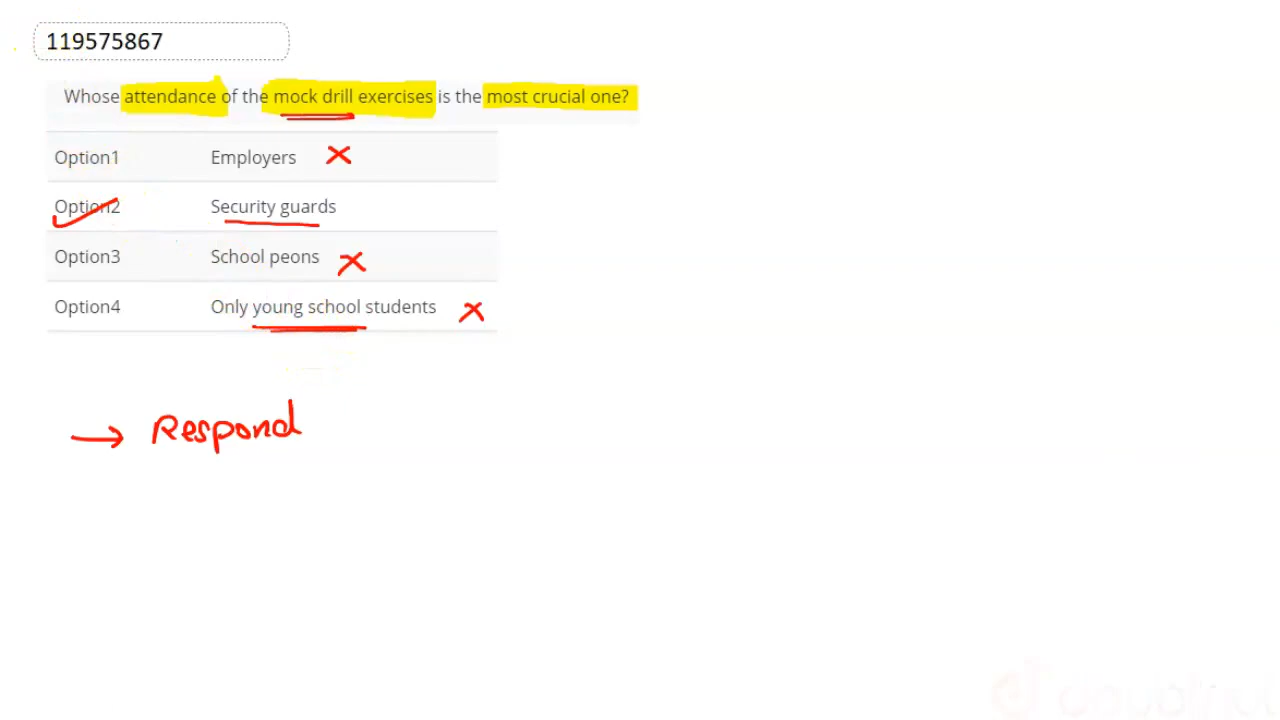 119575867
Whose attendance of the mock drill exercises is the most crucial one?
Option1 Employers
Option2 Security guards
Option3 School peons
Option4 Only young school students
→ Respond